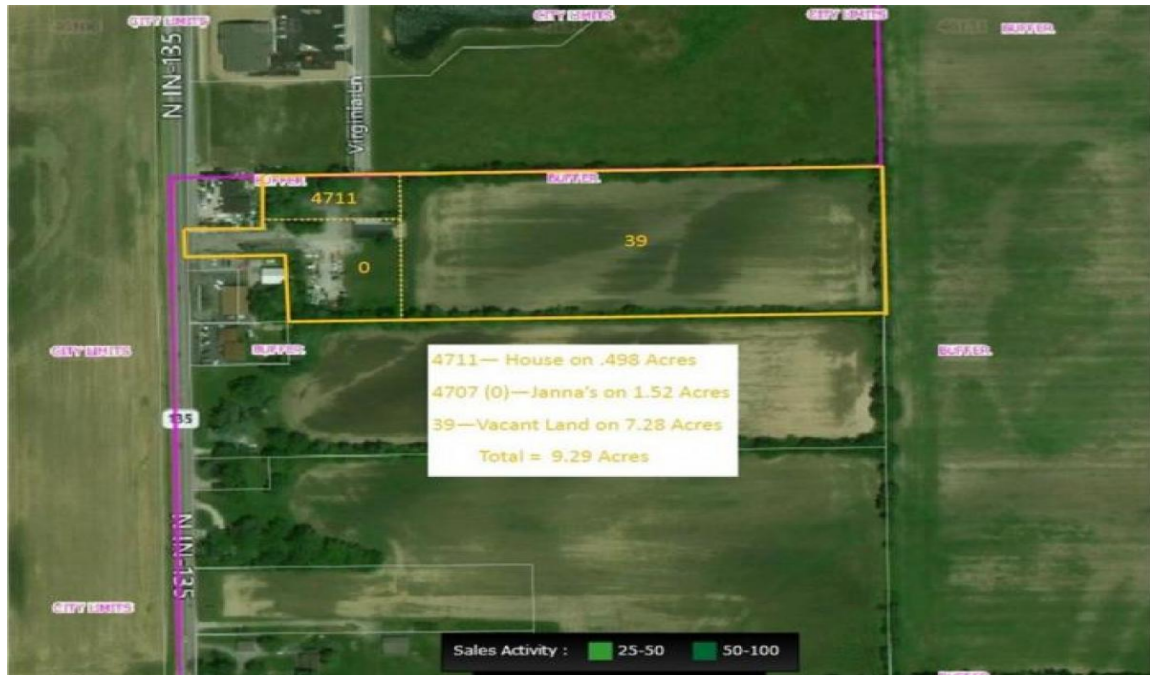 CITY LIMITS
CITY LIMITS
CITY LIMITS
BUFFER
N IN-135
Virginia Ln
BUFFER
BUFFER
4711
39
0
CITY LIMITS
BUFFER
BUFFER
4711— House on .498 Acres
4707 (0)—Janna's on 1.52 Acres
39—Vacant Land on 7.28 Acres
Total = 9.29 Acres
135
N IN-135
CITY LIMITS
Sales Activity : 25-50 50-100
BUFFER